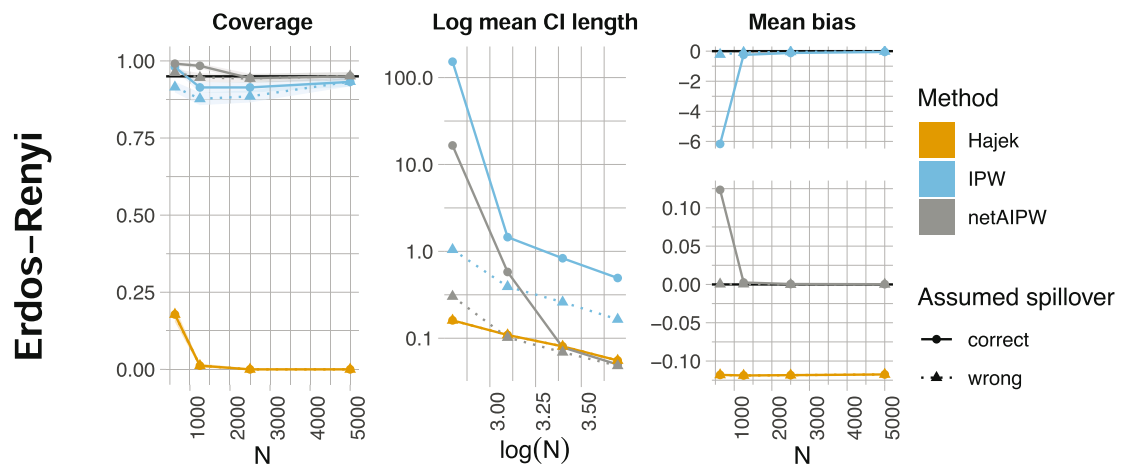 Coverage
Log mean CI length
Mean bias
Erdos−Renyi
1.00
0.75
0.50
0.25
0.00
1000
2000
3000
4000
5000
N
100.0
10.0
1.0
0.1
3.00
3.25
3.50
log(N)
0
−2
−4
−6
0.10
0.05
0.00
−0.05
−0.10
1000
2000
3000
4000
5000
N
Method
Hajek
IPW
netAIPW
Assumed spillover
correct
wrong